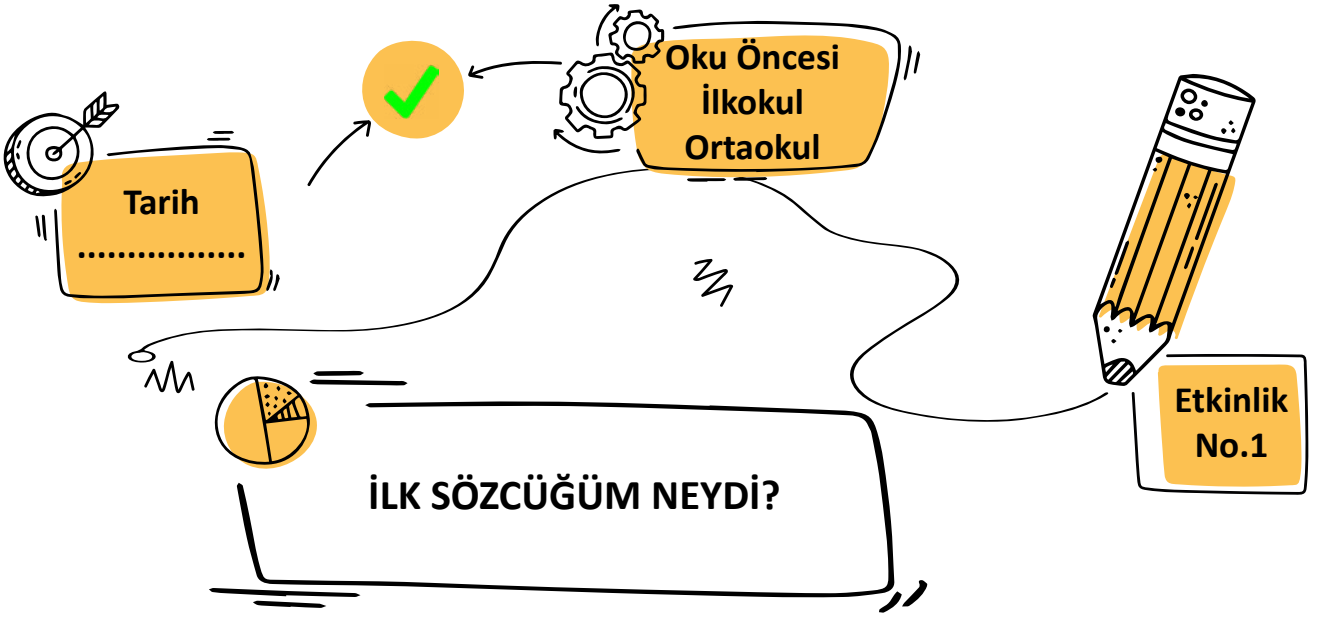 Oku Öncesi
İlkokul
Ortaokul
Tarih
.................
Etkinlik
No.1
İLK SÖZCÜĞÜM NEYDİ?